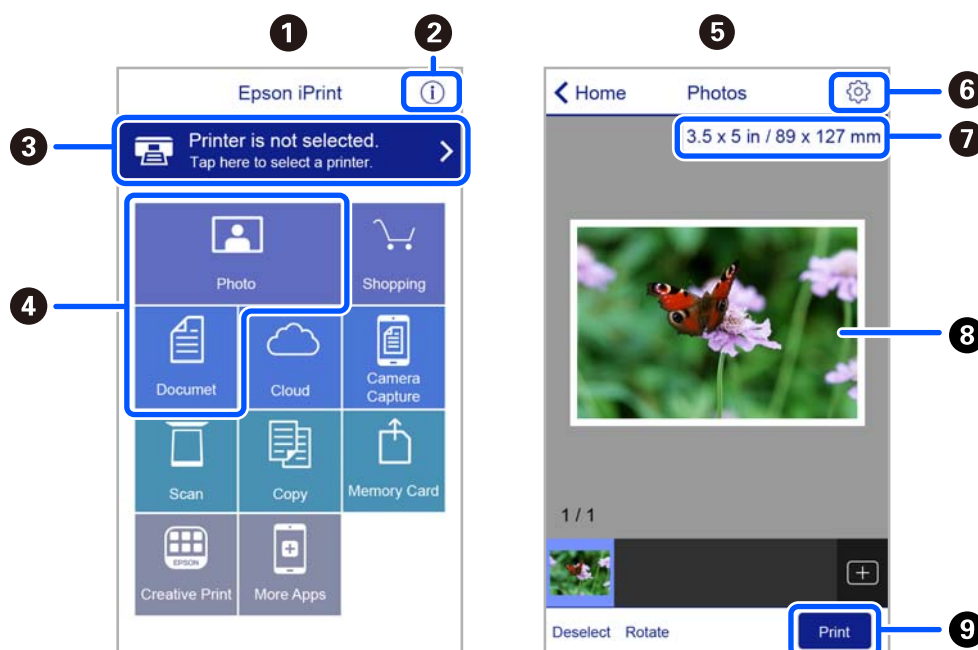 1
2
5
Epson iPrint
i
Home
Photos
6
3
Printer is not selected.
Tap here to select a printer.
3.5 x 5 in / 89 x 127 mm
7
Photo
Shopping
4
Documet
Cloud
Camera
Capture
8
Scan
Copy
Memory Card
1 / 1
EPSON
Creative Print
More Apps
Deselect
Rotate
Print
9